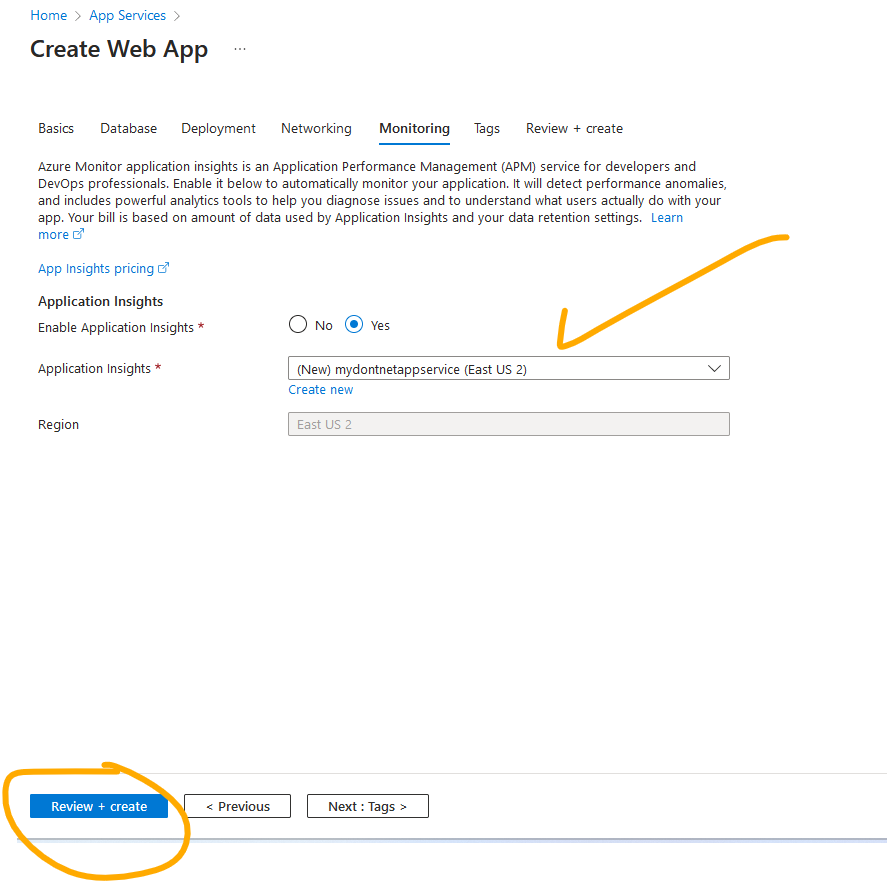 Home > App Services >
Create Web App ...
Basics Database Deployment Networking Monitoring Tags Review + create
Azure Monitor application insights is an Application Performance Management (APM) service for developers and
DevOps professionals. Enable it below to automatically monitor your application. It will detect performance anomalies,
and includes powerful analytics tools to help you diagnose issues and to understand what users actually do with your
app. Your bill is based on amount of data used by Application Insights and your data retention settings. Learn
more
App Insights pricing
Application Insights
Enable Application Insights * No Yes
Application Insights * (New) mydontnetappservice (East US 2)
Create new
Region East US 2
Review + create < Previous Next : Tags >